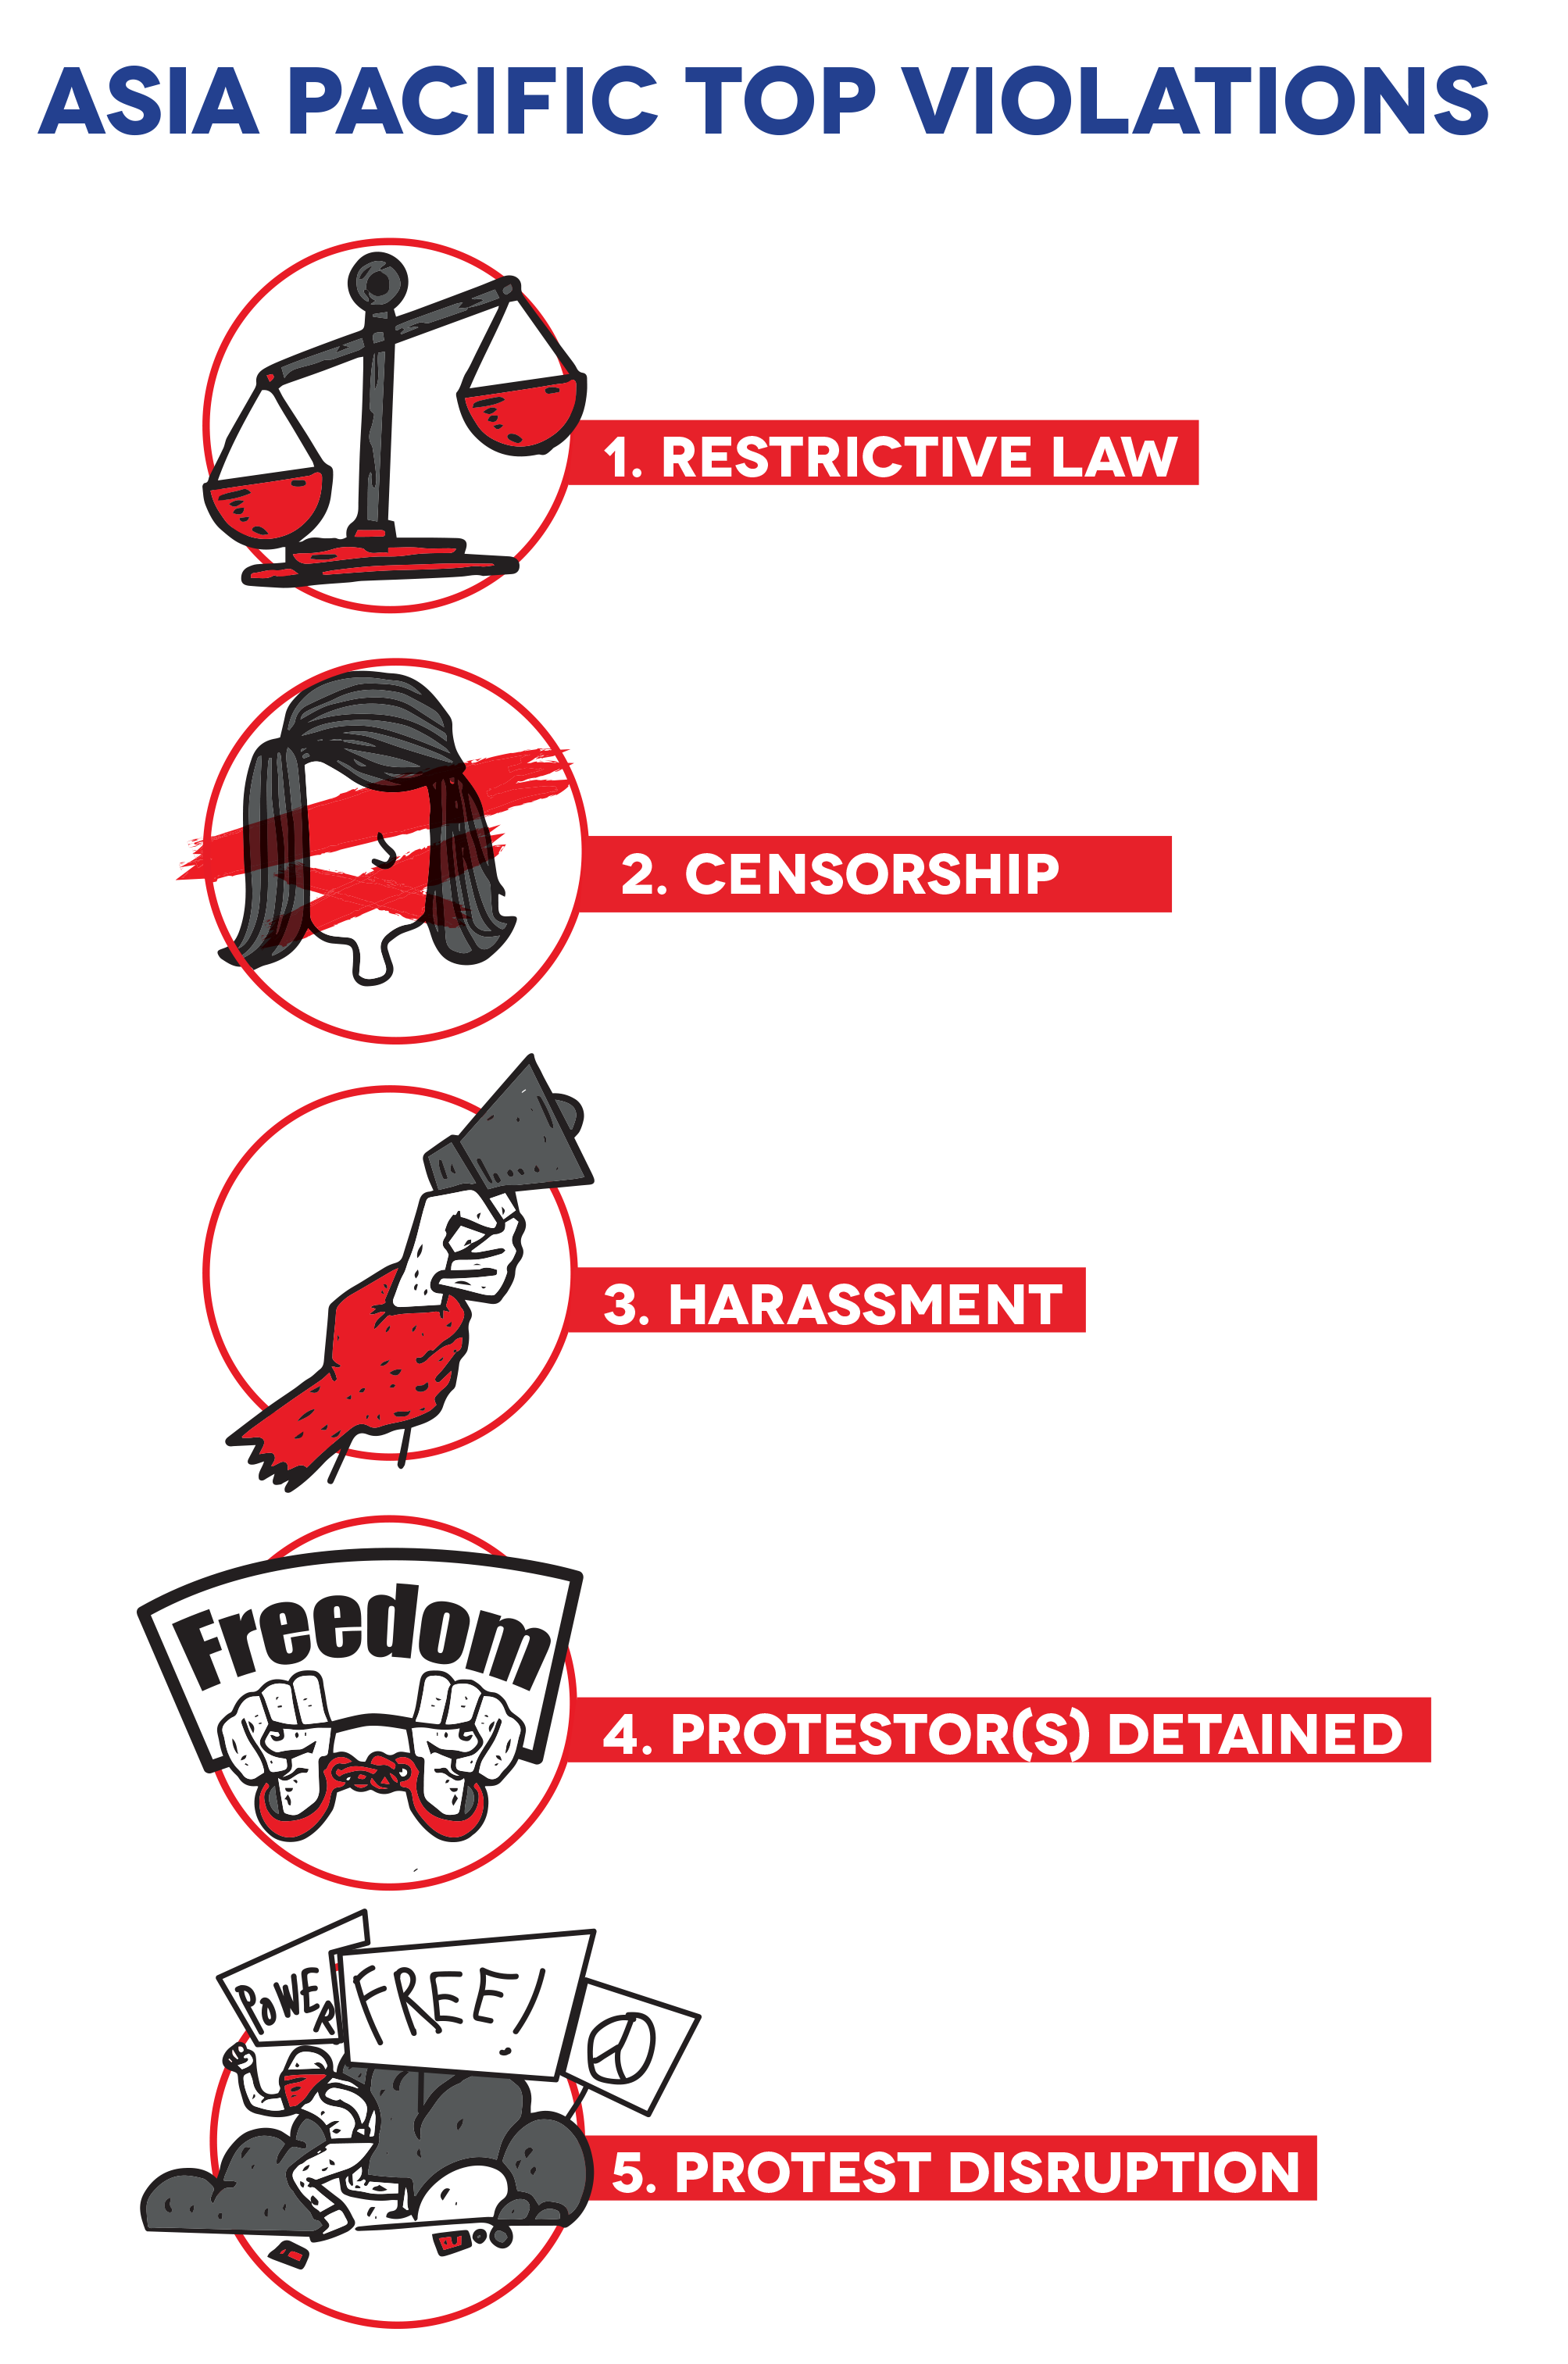 ASIA PACIFIC TOP VIOLATIONS
1. RESTRICTIVE LAW
2. CENSORSHIP
3. HARASSMENT
Freedom
4. PROTESTOR(S) DETAINED
POWER
FREE!
5. PROTEST DISRUPTION